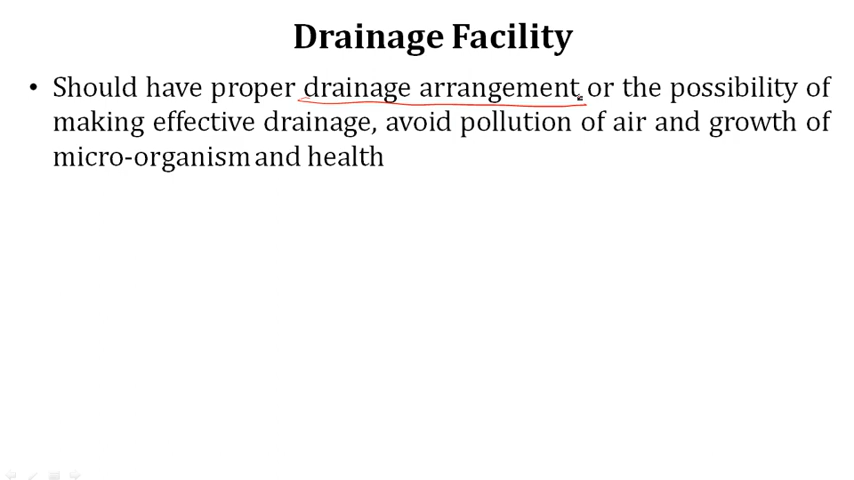 Drainage Facility
• Should have proper drainage arrangement or the possibility of
making effective drainage, avoid pollution of air and growth of
micro-organism and health